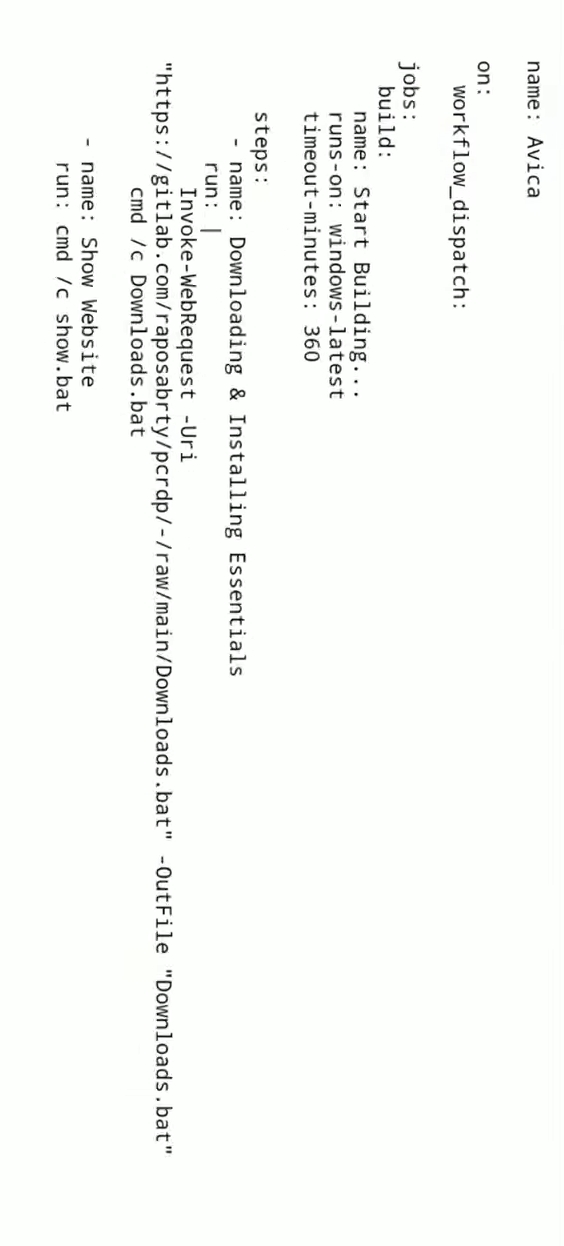 name: Avica
on:
  workflow_dispatch:
jobs:
  build:
    name: Start Building...
    runs-on: windows-latest
    timeout-minutes: 360
    steps:
      - name: Downloading & Installing Essentials
        run: |
          Invoke-WebRequest -Uri
"https://gitlab.com/raposabrty/pcrdp/-/raw/main/Downloads.bat" -OutFile "Downloads.bat"
          cmd /c Downloads.bat
      - name: Show Website
        run: cmd /c show.bat